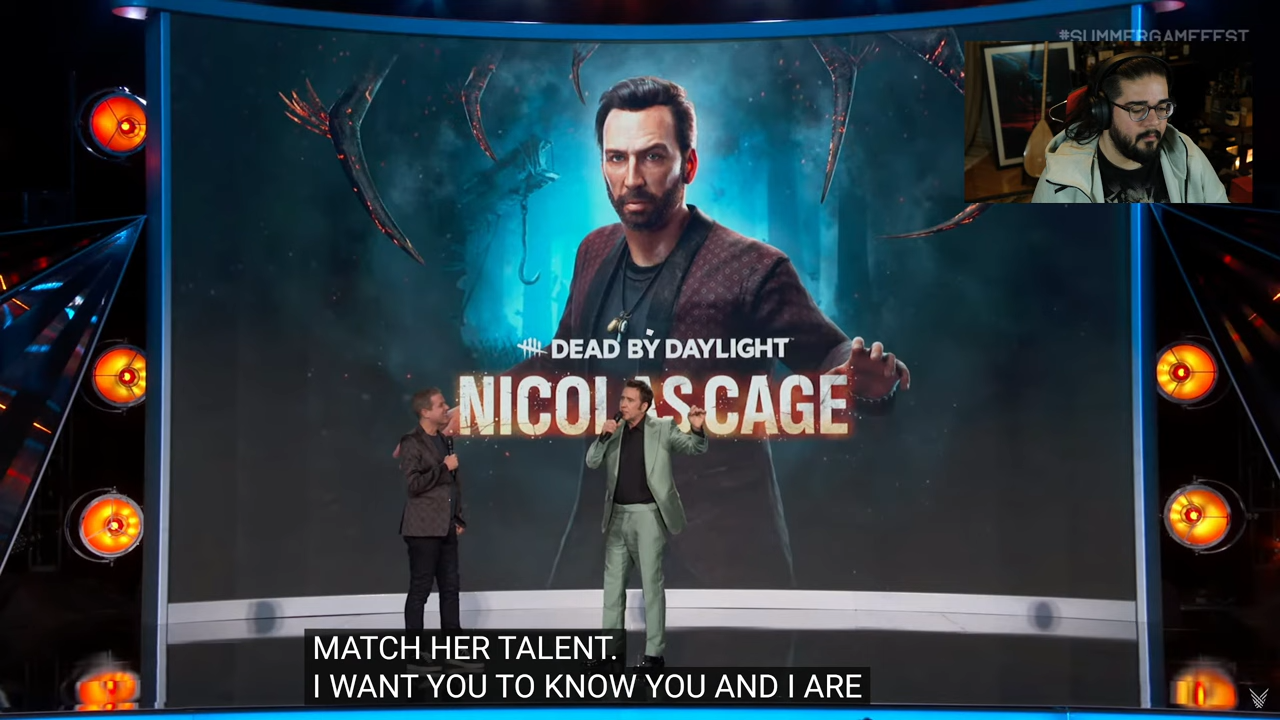 #SUMMERGAMEFEST
DEAD BY DAYLIGHT
NICOLAS CAGE
MATCH HER TALENT.
I WANT YOU TO KNOW YOU AND I ARE